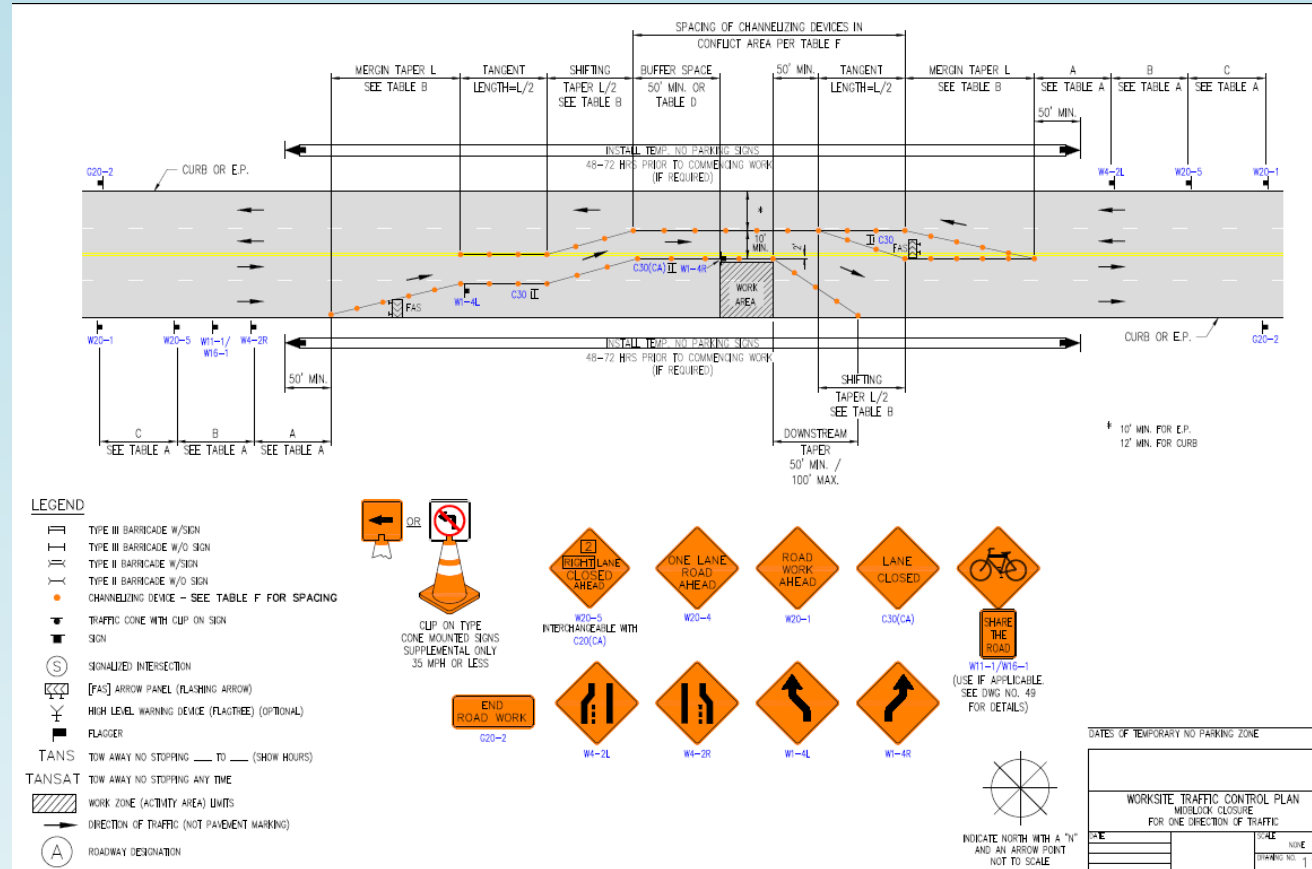 SPACING OF CHANNELIZING DEVICES IN
CONFLICT AREA PER TABLE F
MERGIN TAPER L
SEE TABLE B
TANGENT
LENGTH=L/2
SHIFTING
TAPER L/2
SEE TABLE B
BUFFER SPACE
50' MIN. OR
TABLE D
50' MIN.
TANGENT
LENGTH=L/2
MERGIN TAPER L
SEE TABLE B
A
SEE TABLE A
B
SEE TABLE A
C
SEE TABLE A
50' MIN.
INSTALL TEMP. NO PARKING SIGNS
48-72 HRS PRIOR TO COMMENCING WORK
(IF REQUIRED)
G20-2
CURB OR E.P.
W4-2L
W20-5
W20-1
*
10'
MIN.
2'
C30
FAS
C30(CA)
W1-4R
WORK
AREA
FAS
W1-4L
C30
W20-1
W20-5
W11-1/
W16-1
W4-2R
INSTALL TEMP. NO PARKING SIGNS
48-72 HRS PRIOR TO COMMENCING WORK
(IF REQUIRED)
CURB OR E.P.
G20-2
50' MIN.
SHIFTING
TAPER L/2
SEE TABLE B
C
SEE TABLE A
B
SEE TABLE A
A
SEE TABLE A
DOWNSTREAM
TAPER
50' MIN. /
100' MAX.
* 10' MIN. FOR E.P.
12' MIN. FOR CURB
LEGEND
TYPE III BARRICADE W/SIGN
TYPE III BARRICADE W/O SIGN
TYPE II BARRICADE W/SIGN
TYPE II BARRICADE W/O SIGN
CHANNELIZING DEVICE - SEE TABLE F FOR SPACING
TRAFFIC CONE WITH CLIP ON SIGN
SIGN
S SIGNALIZED INTERSECTION
[FAS] ARROW PANEL (FLASHING ARROW)
HIGH LEVEL WARNING DEVICE (FLAGTREE) (OPTIONAL)
FLAGGER
TANS TOW AWAY NO STOPPING ___ TO ___ (SHOW HOURS)
TANSAT TOW AWAY NO STOPPING ANY TIME
WORK ZONE (ACTIVITY AREA) LIMITS
DIRECTION OF TRAFFIC (NOT PAVEMENT MARKING)
A ROADWAY DESIGNATION
OR
CLIP ON TYPE
CONE MOUNTED SIGNS
SUPPLEMENTAL ONLY
35 MPH OR LESS
2
RIGHT LANE
CLOSED
AHEAD
W20-5
INTERCHANGEABLE WITH
C20(CA)
ONE LANE
ROAD
AHEAD
W20-4
ROAD
WORK
AHEAD
W20-1
LANE
CLOSED
C30(CA)
SHARE
THE
ROAD
W11-1/W16-1
(USE IF APPLICABLE.
SEE DWG NO. 49
FOR DETAILS)
END
ROAD WORK
G20-2
W4-2L
W4-2R
W1-4L
W1-4R
INDICATE NORTH WITH A "N"
AND AN ARROW POINT
NOT TO SCALE
DATES OF TEMPORARY NO PARKING ZONE
WORKSITE TRAFFIC CONTROL PLAN
MIDBLOCK CLOSURE
FOR ONE DIRECTION OF TRAFFIC
DATE
SCALE
NONE
DRAWING NO. 1